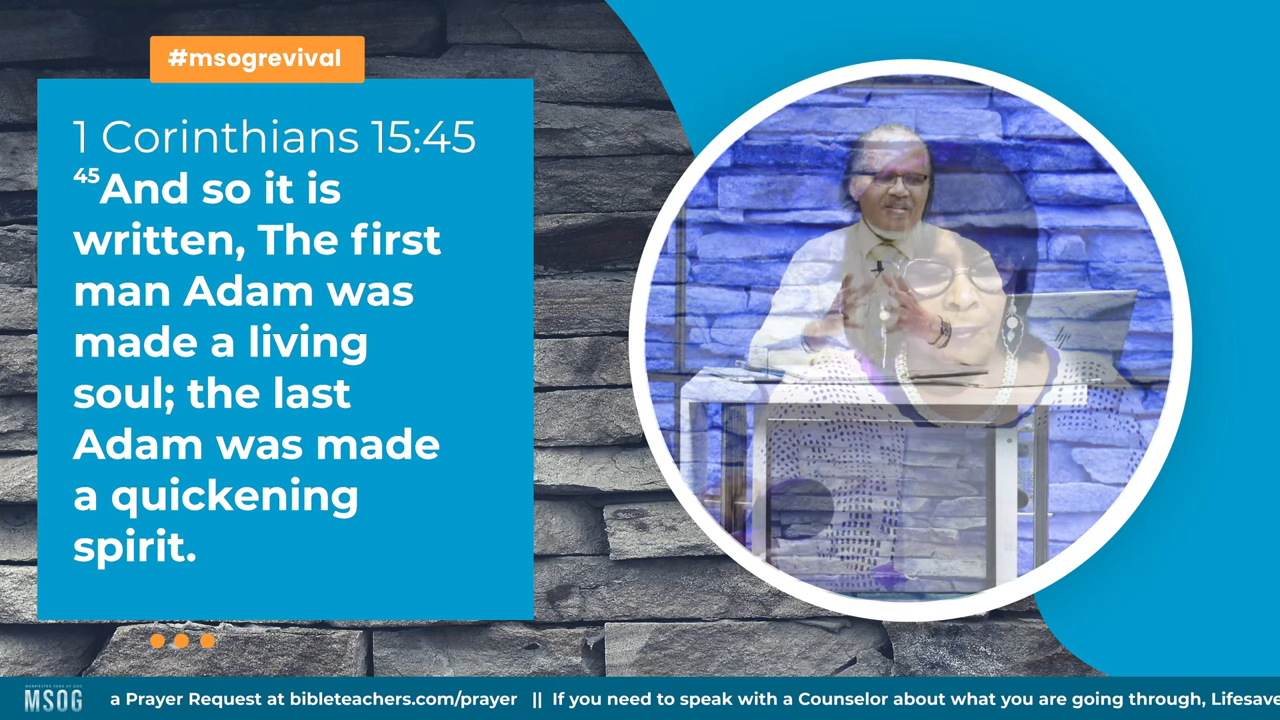 #msogrevival
1 Corinthians 15:45
45And so it is
written, The first
man Adam was
made a living
soul; the last
Adam was made
a quickening
spirit.
hp
MSOG
a Prayer Request at bibleteachers.com/prayer || If you need to speak with a Counselor about what you are going through, Lifesave